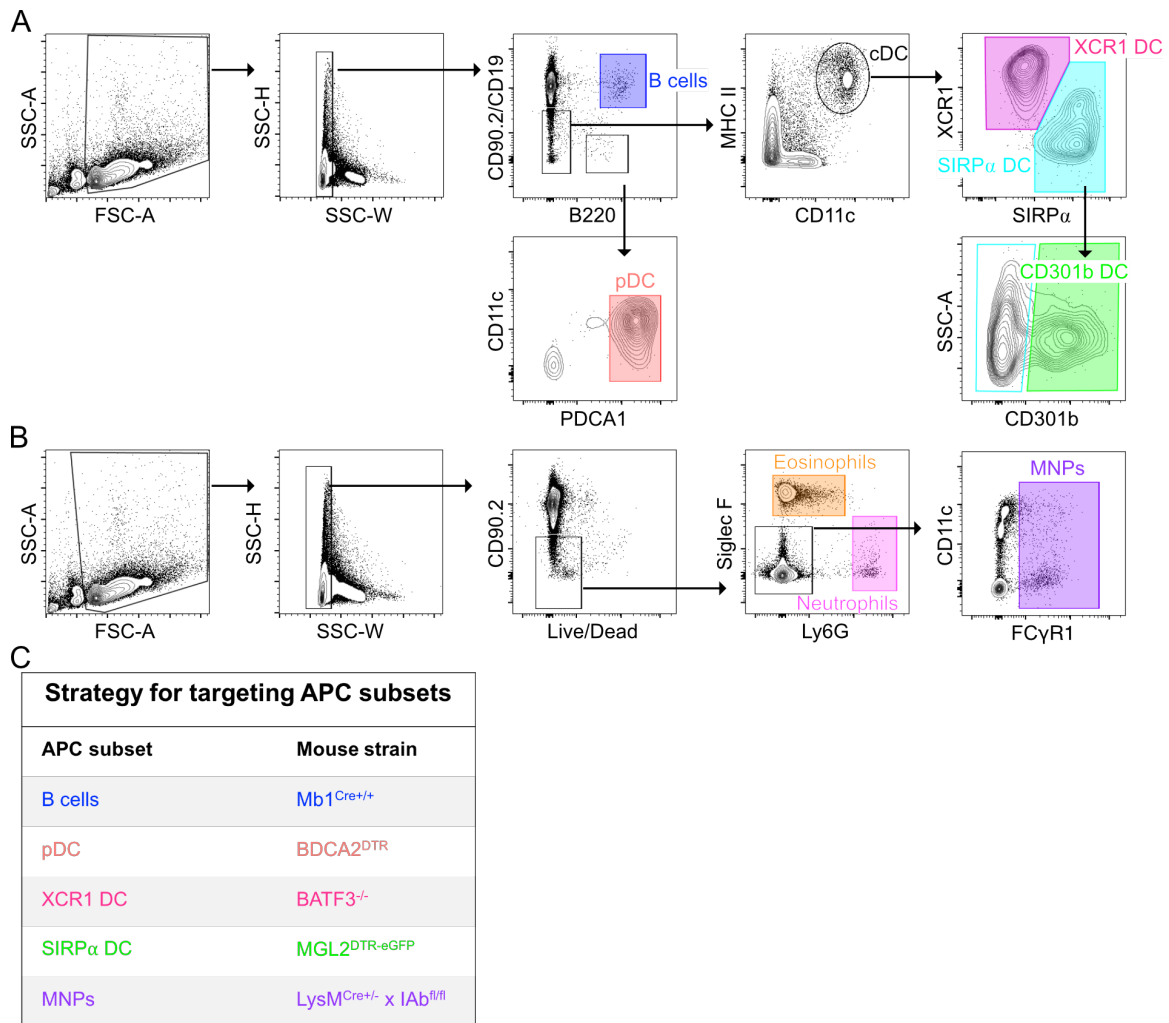 A
SSC-A
FSC-A
SSC-H
SSC-W
CD90.2/CD19
B cells
B220
MHC II
cDC
CD11c
XCR1
XCR1 DC
SIRPα DC
SIRPα
CD11c
pDC
PDCA1
SSC-A
CD301b DC
CD301b
B
SSC-A
FSC-A
SSC-H
SSC-W
CD90.2
Live/Dead
Siglec F
Eosinophils
Neutrophils
Ly6G
CD11c
MNPs
FCγR1
C
Strategy for targeting APC subsets
APC subset Mouse strain
B cells Mb1Cre+/+
pDC BDCA2DTR
XCR1 DC BATF3-/-
SIRPα DC MGL2DTR-eGFP
MNPs LysMCre+/- x IAbfl/fl